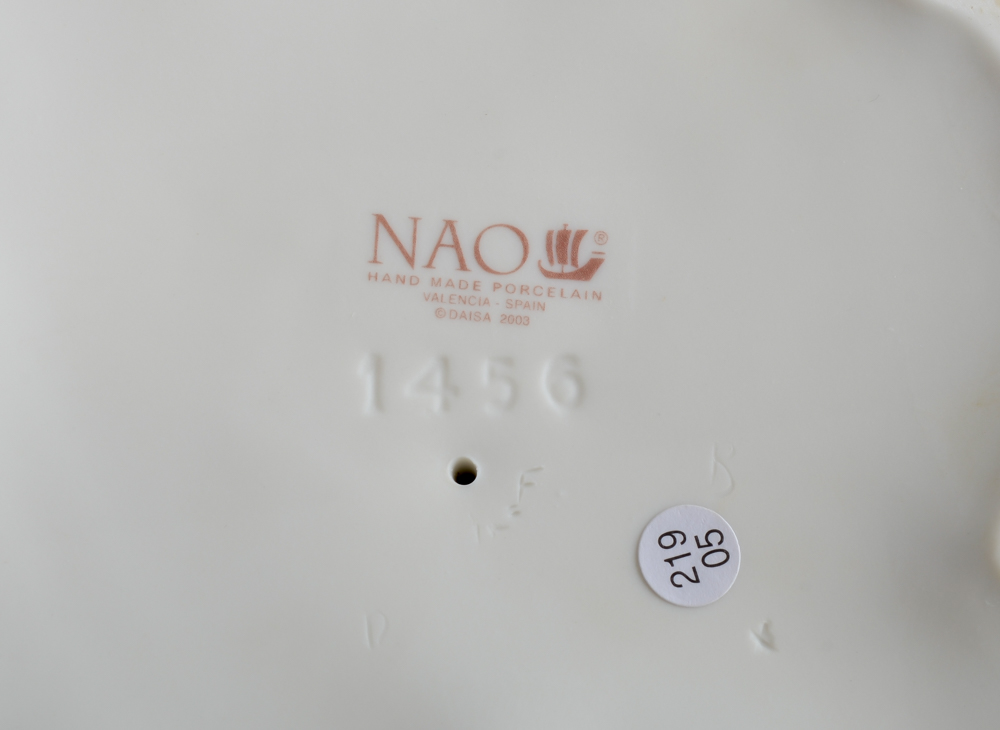 NAO ®
HAND MADE PORCELAIN
VALENCIA - SPAIN
© DAISA 2003
1456
F
B
219
05